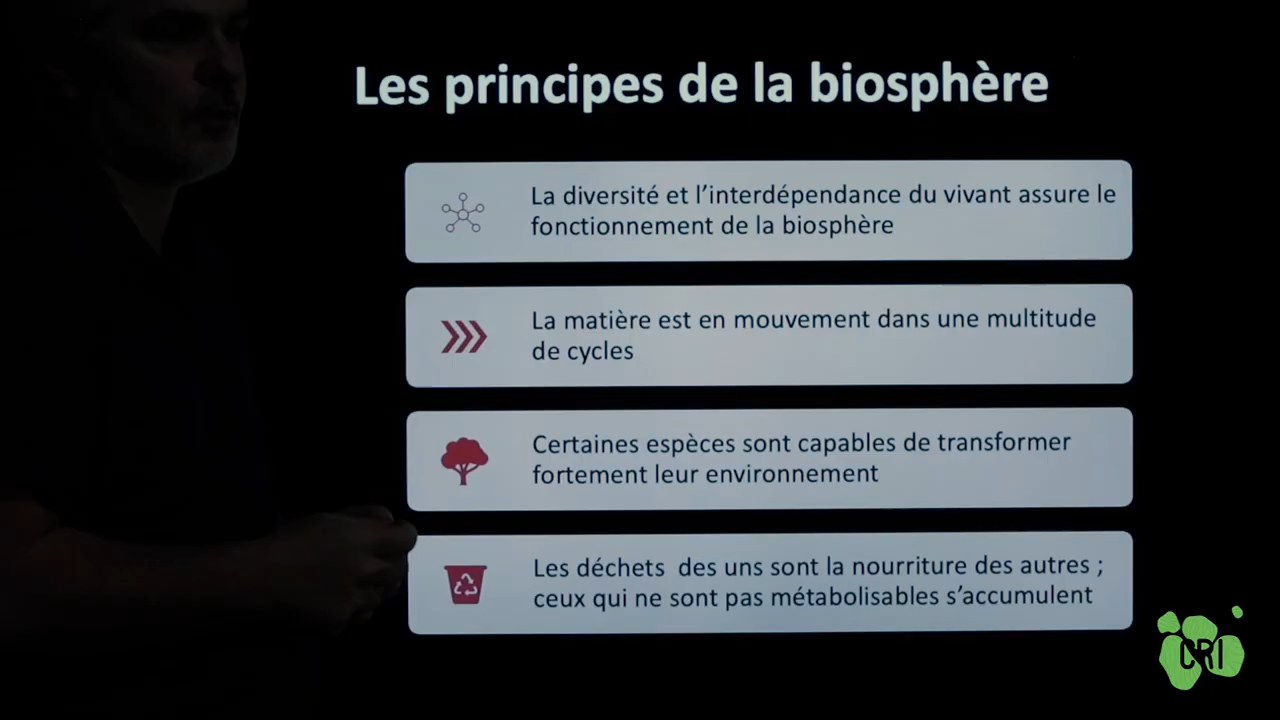 Les principes de la biosphère
La diversité et l'interdépendance du vivant assure le
fonctionnement de la biosphère
La matière est en mouvement dans une multitude
de cycles
Certaines espèces sont capables de transformer
fortement leur environnement
Les déchets  des uns sont la nourriture des autres ;
ceux qui ne sont pas métabolisables s'accumulent
CRI